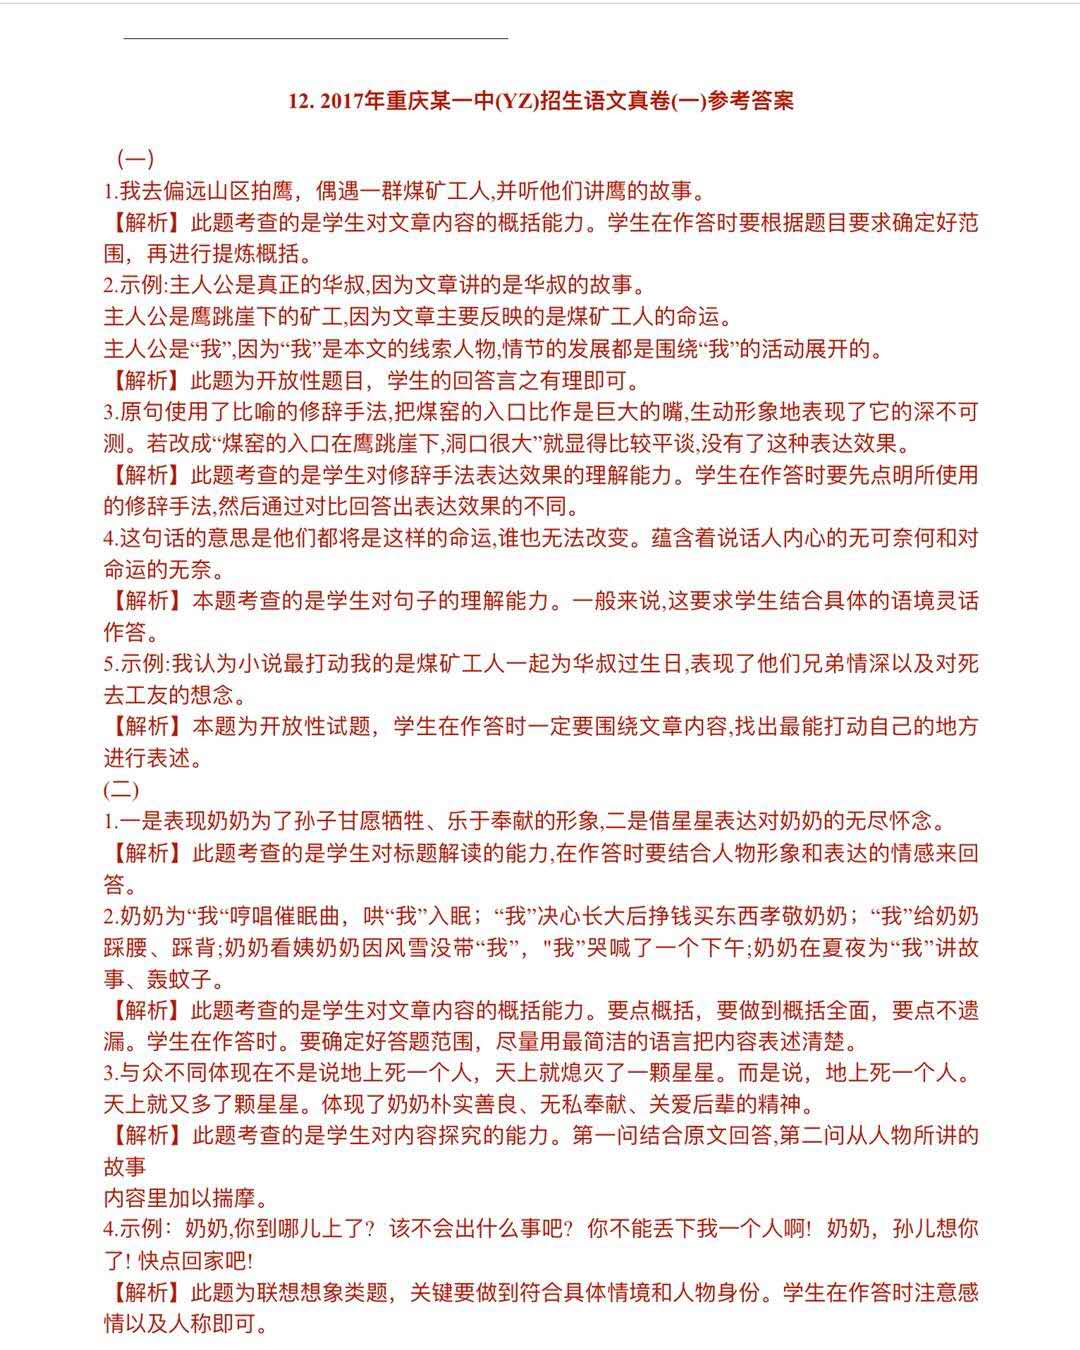 12. 2017年重庆某一中(YZ)招生语文真卷(一)参考答案
（一）
1.我去偏远山区拍鹰，偶遇一群煤矿工人,并听他们讲鹰的故事。
【解析】此题考查的是学生对文章内容的概括能力。学生在作答时要根据题目要求确定好范
围，再进行提炼概括。
2.示例:主人公是真正的华叔,因为文章讲的是华叔的故事。
主人公是鹰跳崖下的矿工,因为文章主要反映的是煤矿工人的命运。
主人公是“我”,因为“我”是本文的线索人物,情节的发展都是围绕“我”的活动展开的。
【解析】此题为开放性题目，学生的回答言之有理即可。
3.原句使用了比喻的修辞手法,把煤窑的入口比作是巨大的嘴,生动形象地表现了它的深不可
测。若改成“煤窑的入口在鹰跳崖下,洞口很大”就显得比较平谈,没有了这种表达效果。
【解析】此题考查的是学生对修辞手法表达效果的理解能力。学生在作答时要先点明所使用
的修辞手法,然后通过对比回答出表达效果的不同。
4.这句话的意思是他们都将是这样的命运,谁也无法改变。蕴含着说话人内心的无可奈何和对
命运的无奈。
【解析】本题考查的是学生对句子的理解能力。一般来说,这要求学生结合具体的语境灵话
作答。
5.示例:我认为小说最打动我的是煤矿工人一起为华叔过生日,表现了他们兄弟情深以及对死
去工友的想念。
【解析】本题为开放性试题，学生在作答时一定要围绕文章内容,找出最能打动自己的地方
进行表述。
(二)
1.一是表现奶奶为了孙子甘愿牺牲、乐于奉献的形象,二是借星星表达对奶奶的无尽怀念。
【解析】此题考查的是学生对标题解读的能力,在作答时要结合人物形象和表达的情感来回
答。
2.奶奶为“我“哼唱催眠曲，哄“我”入眠；“我”决心长大后挣钱买东西孝敬奶奶；“我”给奶奶
踩腰、踩背;奶奶看姨奶奶因风雪没带“我”，"我”哭喊了一个下午;奶奶在夏夜为“我”讲故
事、轰蚊子。
【解析】此题考查的是学生对文章内容的概括能力。要点概括，要做到概括全面，要点不遗
漏。学生在作答时。要确定好答题范围，尽量用最简洁的语言把内容表述清楚。
3.与众不同体现在不是说地上死一个人，天上就熄灭了一颗星星。而是说，地上死一个人。
天上就又多了颗星星。体现了奶奶朴实善良、无私奉献、关爱后辈的精神。
【解析】此题考查的是学生对内容探究的能力。第一问结合原文回答,第二问从人物所讲的
故事
内容里加以揣摩。
4.示例：奶奶,你到哪儿上了？该不会出什么事吧？你不能丢下我一个人啊！奶奶，孙儿想你
了! 快点回家吧!
【解析】此题为联想想象类题，关键要做到符合具体情境和人物身份。学生在作答时注意感
情以及人称即可。